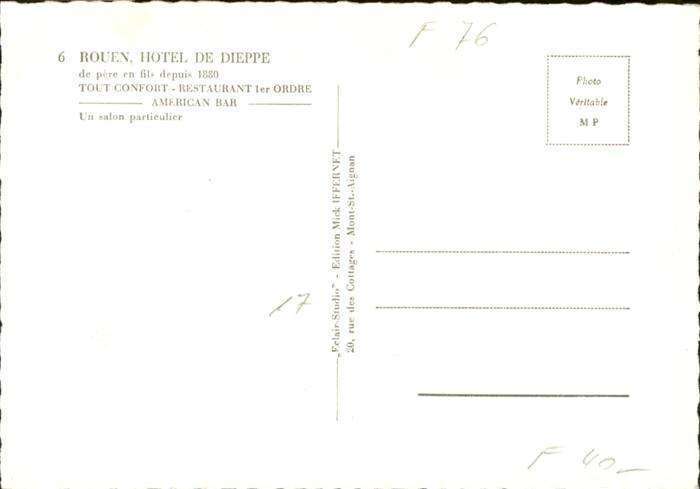 F 76
6 ROUEN, HOTEL DE DIEPPE
de père en fils depuis 1880
TOUT CONFORT - RESTAURANT 1er ORDRE
AMERICAN BAR
Un salon particulier
Photo
Véritable
M P
„Eclair-Studio" - Edition Mick IFFERNET
20, rue des Cottages - Mont-St.-Aignan
17
F 40-